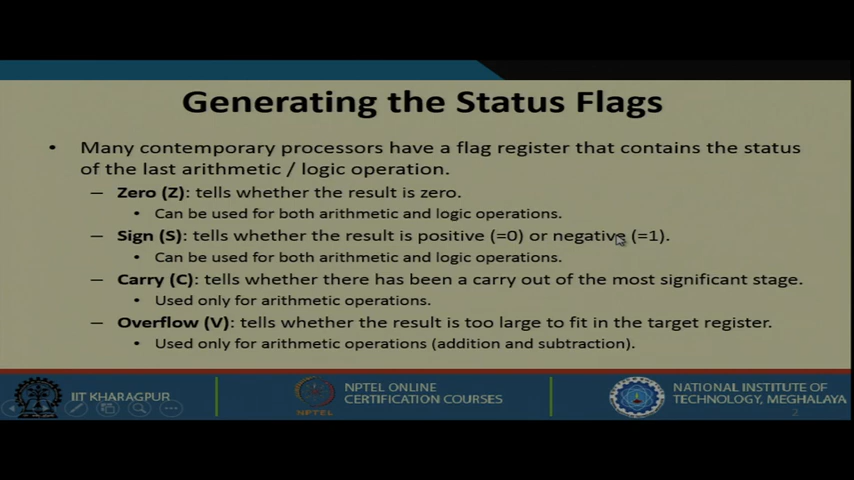 Generating the Status Flags
• Many contemporary processors have a flag register that contains the status
of the last arithmetic / logic operation.
– Zero (Z): tells whether the result is zero.
• Can be used for both arithmetic and logic operations.
– Sign (S): tells whether the result is positive (=0) or negative (=1).
• Can be used for both arithmetic and logic operations.
– Carry (C): tells whether there has been a carry out of the most significant stage.
• Used only for arithmetic operations.
– Overflow (V): tells whether the result is too large to fit in the target register.
• Used only for arithmetic operations (addition and subtraction).
IIT KHARAGPUR
NPTEL
NPTEL ONLINE
CERTIFICATION COURSES
NATIONAL INSTITUTE OF
TECHNOLOGY, MEGHALAYA
2